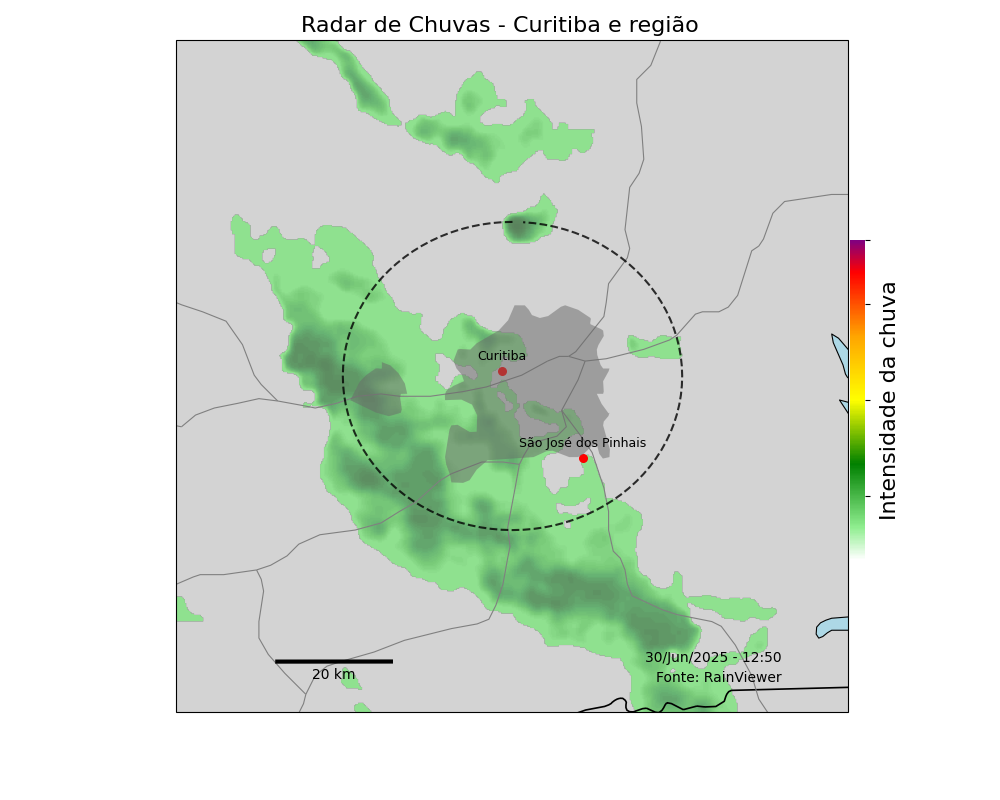 Radar de Chuvas - Curitiba e região
Curitiba
São José dos Pinhais
Intensidade da chuva
20 km
30/Jun/2025 - 12:50
Fonte: RainViewer